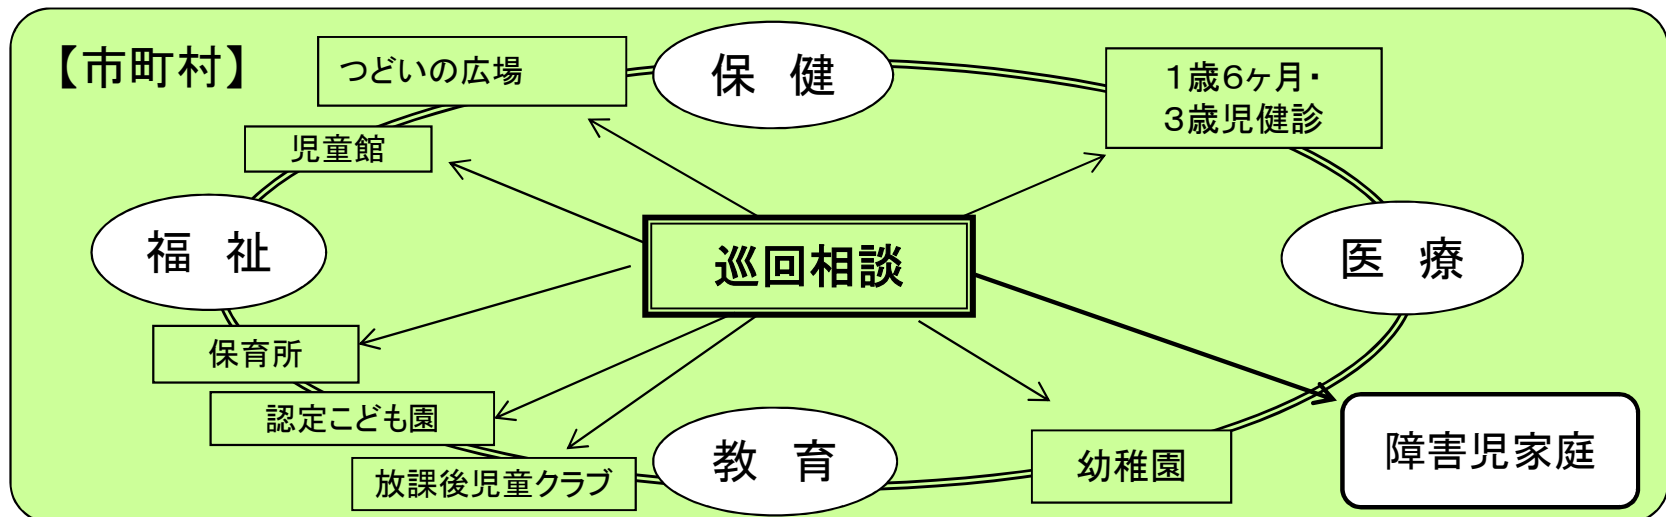 【市町村】
つどいの広場
保 健
1歳6ヶ月・
3歳児健診
児童館
福 祉
巡回相談
医 療
保育所
認定こども園
放課後児童クラブ
教 育
幼稚園
障害児家庭